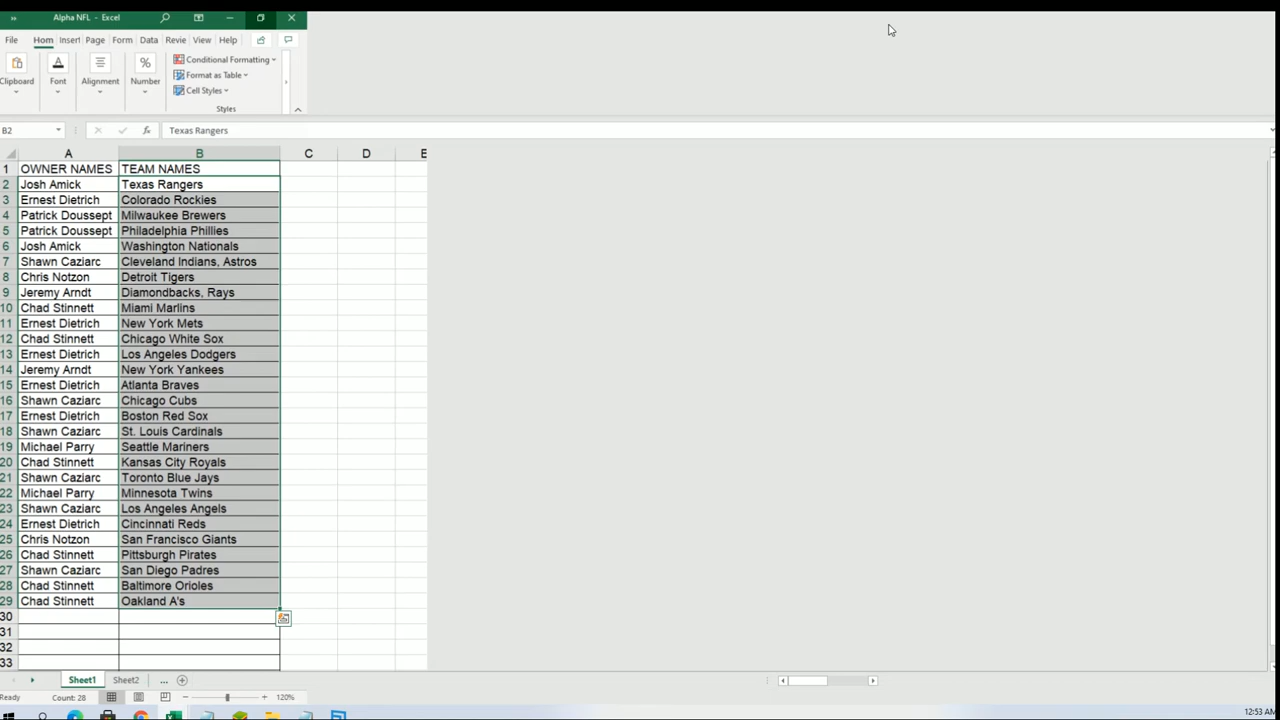 Alpha NFL - Excel
File Hom Insert Page Form Data Revie View Help
Clipboard Font Alignment Number Conditional Formatting
Format as Table
Cell Styles
Styles
B2 fx Texas Rangers
A B C D E
1 OWNER NAMES TEAM NAMES
2 Josh Amick Texas Rangers
3 Ernest Dietrich Colorado Rockies
4 Patrick Doussept Milwaukee Brewers
5 Patrick Doussept Philadelphia Phillies
6 Josh Amick Washington Nationals
7 Shawn Caziarc Cleveland Indians, Astros
8 Chris Notzon Detroit Tigers
9 Jeremy Arndt Diamondbacks, Rays
10 Chad Stinnett Miami Marlins
11 Ernest Dietrich New York Mets
12 Chad Stinnett Chicago White Sox
13 Ernest Dietrich Los Angeles Dodgers
14 Jeremy Arndt New York Yankees
15 Ernest Dietrich Atlanta Braves
16 Shawn Caziarc Chicago Cubs
17 Ernest Dietrich Boston Red Sox
18 Shawn Caziarc St. Louis Cardinals
19 Michael Parry Seattle Mariners
20 Chad Stinnett Kansas City Royals
21 Shawn Caziarc Toronto Blue Jays
22 Michael Parry Minnesota Twins
23 Shawn Caziarc Los Angeles Angels
24 Ernest Dietrich Cincinnati Reds
25 Chris Notzon San Francisco Giants
26 Chad Stinnett Pittsburgh Pirates
27 Shawn Caziarc San Diego Padres
28 Chad Stinnett Baltimore Orioles
29 Chad Stinnett Oakland A's
30
31
32
33
Sheet1 Sheet2 ...
Ready Count: 28 120%
12:53 AM